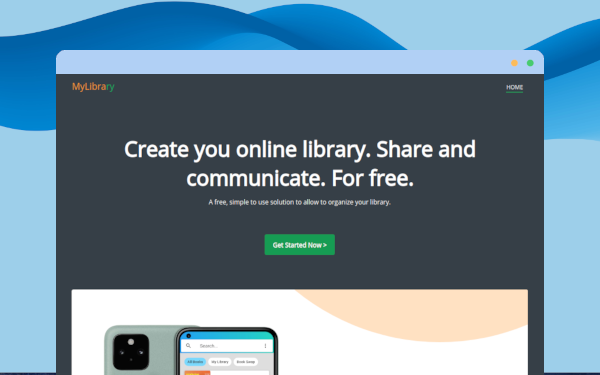 MyLibrary
HOME
Create you online library. Share and
communicate. For free.
A free, simple to use solution to allow to organize your library.
Get Started Now >
Search...
All Books
My Library
Book Swap